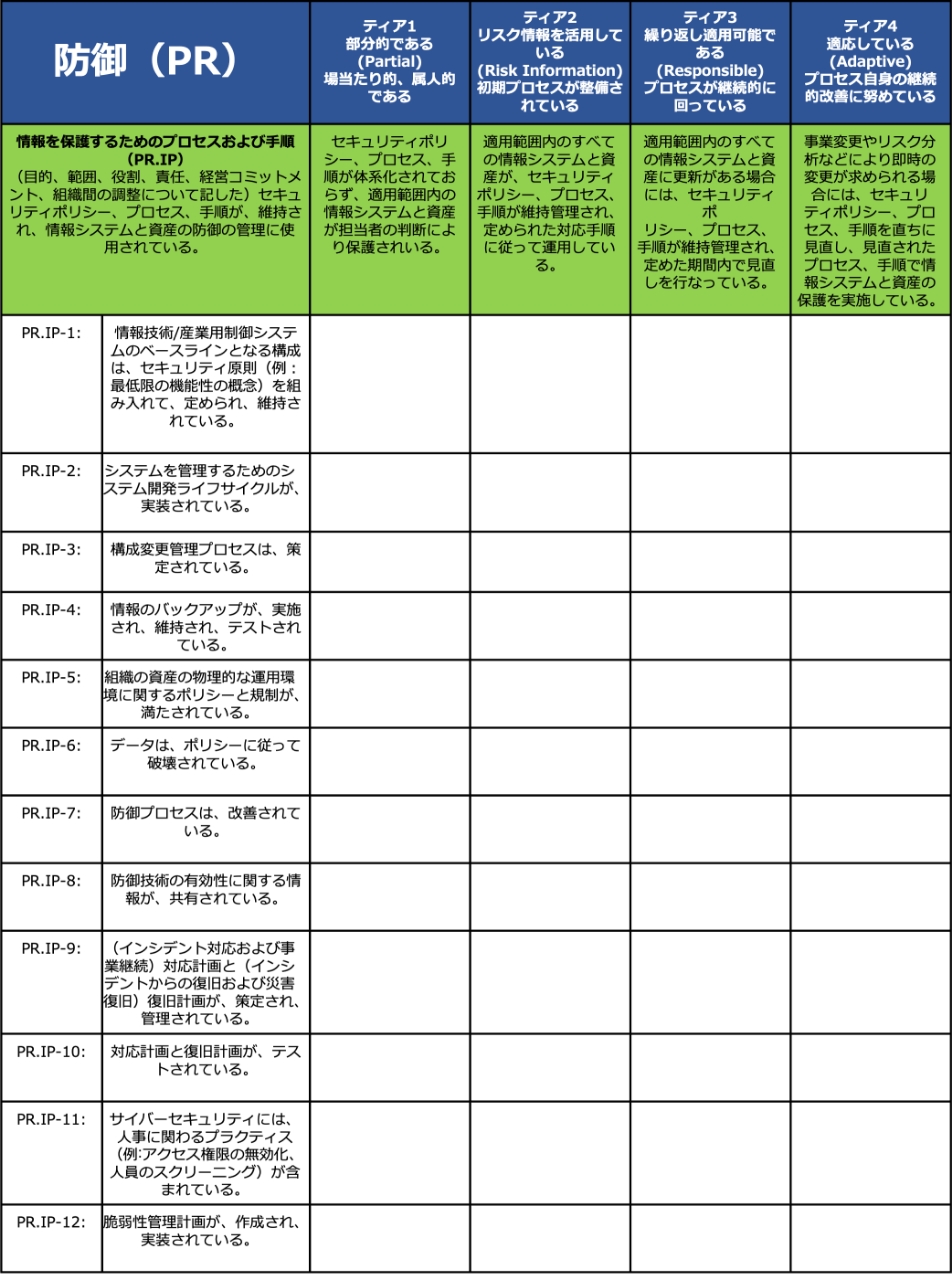 防御（PR）
ティア1
部分的である
(Partial)
場当たり的、属人的
である
ティア2
リスク情報を活用して
いる
(Risk Information)
初期プロセスが整備さ
れている
ティア3
繰り返し適用可能で
ある
(Responsible)
プロセスが継続的に
回っている
ティア4
適応している
(Adaptive)
プロセス自身の継続
的改善に努めている
情報を保護するためのプロセスおよび手順
（PR.IP）
（目的、範囲、役割、責任、経営コミットメ
ント、組織間の調整について記した）セキュ
リティポリシー、プロセス、手順が、維持さ
れ、情報システムと資産の防御の管理に使
用されている。
セキュリティポリ
シー、プロセス、手
順が体系化されてお
らず、適用範囲内の
情報システムと資産
が担当者の判断によ
り保護されいる。
適用範囲内のすべて
の情報システムと資
産が、セキュリティ
ポリシー、プロセス、
手順が維持管理され、
定められた対応手順
に従って運用してい
る。
適用範囲内のすべて
の情報システムと資
産に更新がある場合
には、セキュリティ
ポ
リシー、プロセス、
手順が維持管理され、
定めた期間内で見直
しを行なっている。
事業変更やリスク分
析などにより即時の
変更が求められる場
合には、セキュリ
ティポリシー、プロ
セス、手順を直ちに
見直し、見直された
プロセス、手順で情
報システムと資産の
保護を実施している。
PR.IP-1:
情報技術/産業用制御システ
ムのベースラインとなる構成
は、セキュリティ原則（例：
最低限の機能性の概念）を組
み入れて、定められ、維持さ
れている。
PR.IP-2:
システムを管理するためのシ
ステム開発ライフサイクルが、
実装されている。
PR.IP-3:
構成変更管理プロセスは、策
定されている。
PR.IP-4:
情報のバックアップが、実施
され、維持され、テストされ
ている。
PR.IP-5:
組織の資産の物理的な運用環
境に関するポリシーと規制が、
満たされている。
PR.IP-6:
データは、ポリシーに従って
破壊されている。
PR.IP-7:
防御プロセスは、改善されて
いる。
PR.IP-8:
防御技術の有効性に関する情
報が、共有されている。
PR.IP-9:
（インシデント対応および事
業継続）対応計画と（インシ
デントからの復旧および災害
復旧）復旧計画が、策定され、
管理されている。
PR.IP-10:
対応計画と復旧計画が、テス
トされている。
PR.IP-11:
サイバーセキュリティには、
人事に関わるプラクティス
（例:アクセス権限の無効化、
人員のスクリーニング）が含
まれている。
PR.IP-12:
脆弱性管理計画が、作成され、
実装されている。